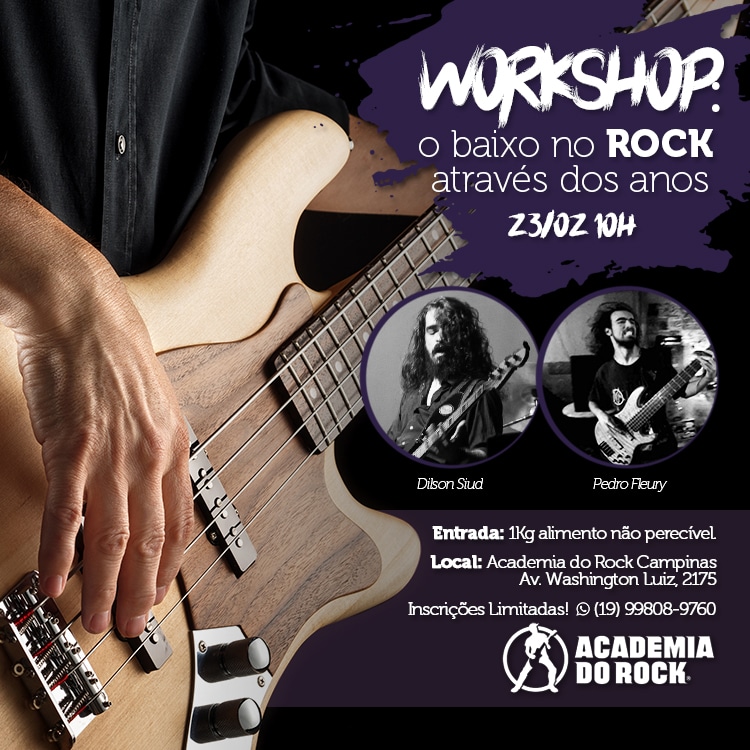 WORKSHOP:
o baixo no ROCK
através dos anos
23/02 10H
Dilson Siud
Pedro Fleury
Entrada: 1Kg alimento não perecível.
Local: Academia do Rock Campinas
Av. Washington Luiz, 2175
Inscrições Limitadas! (19) 99808-9760
ACADEMIA
DO ROCK®